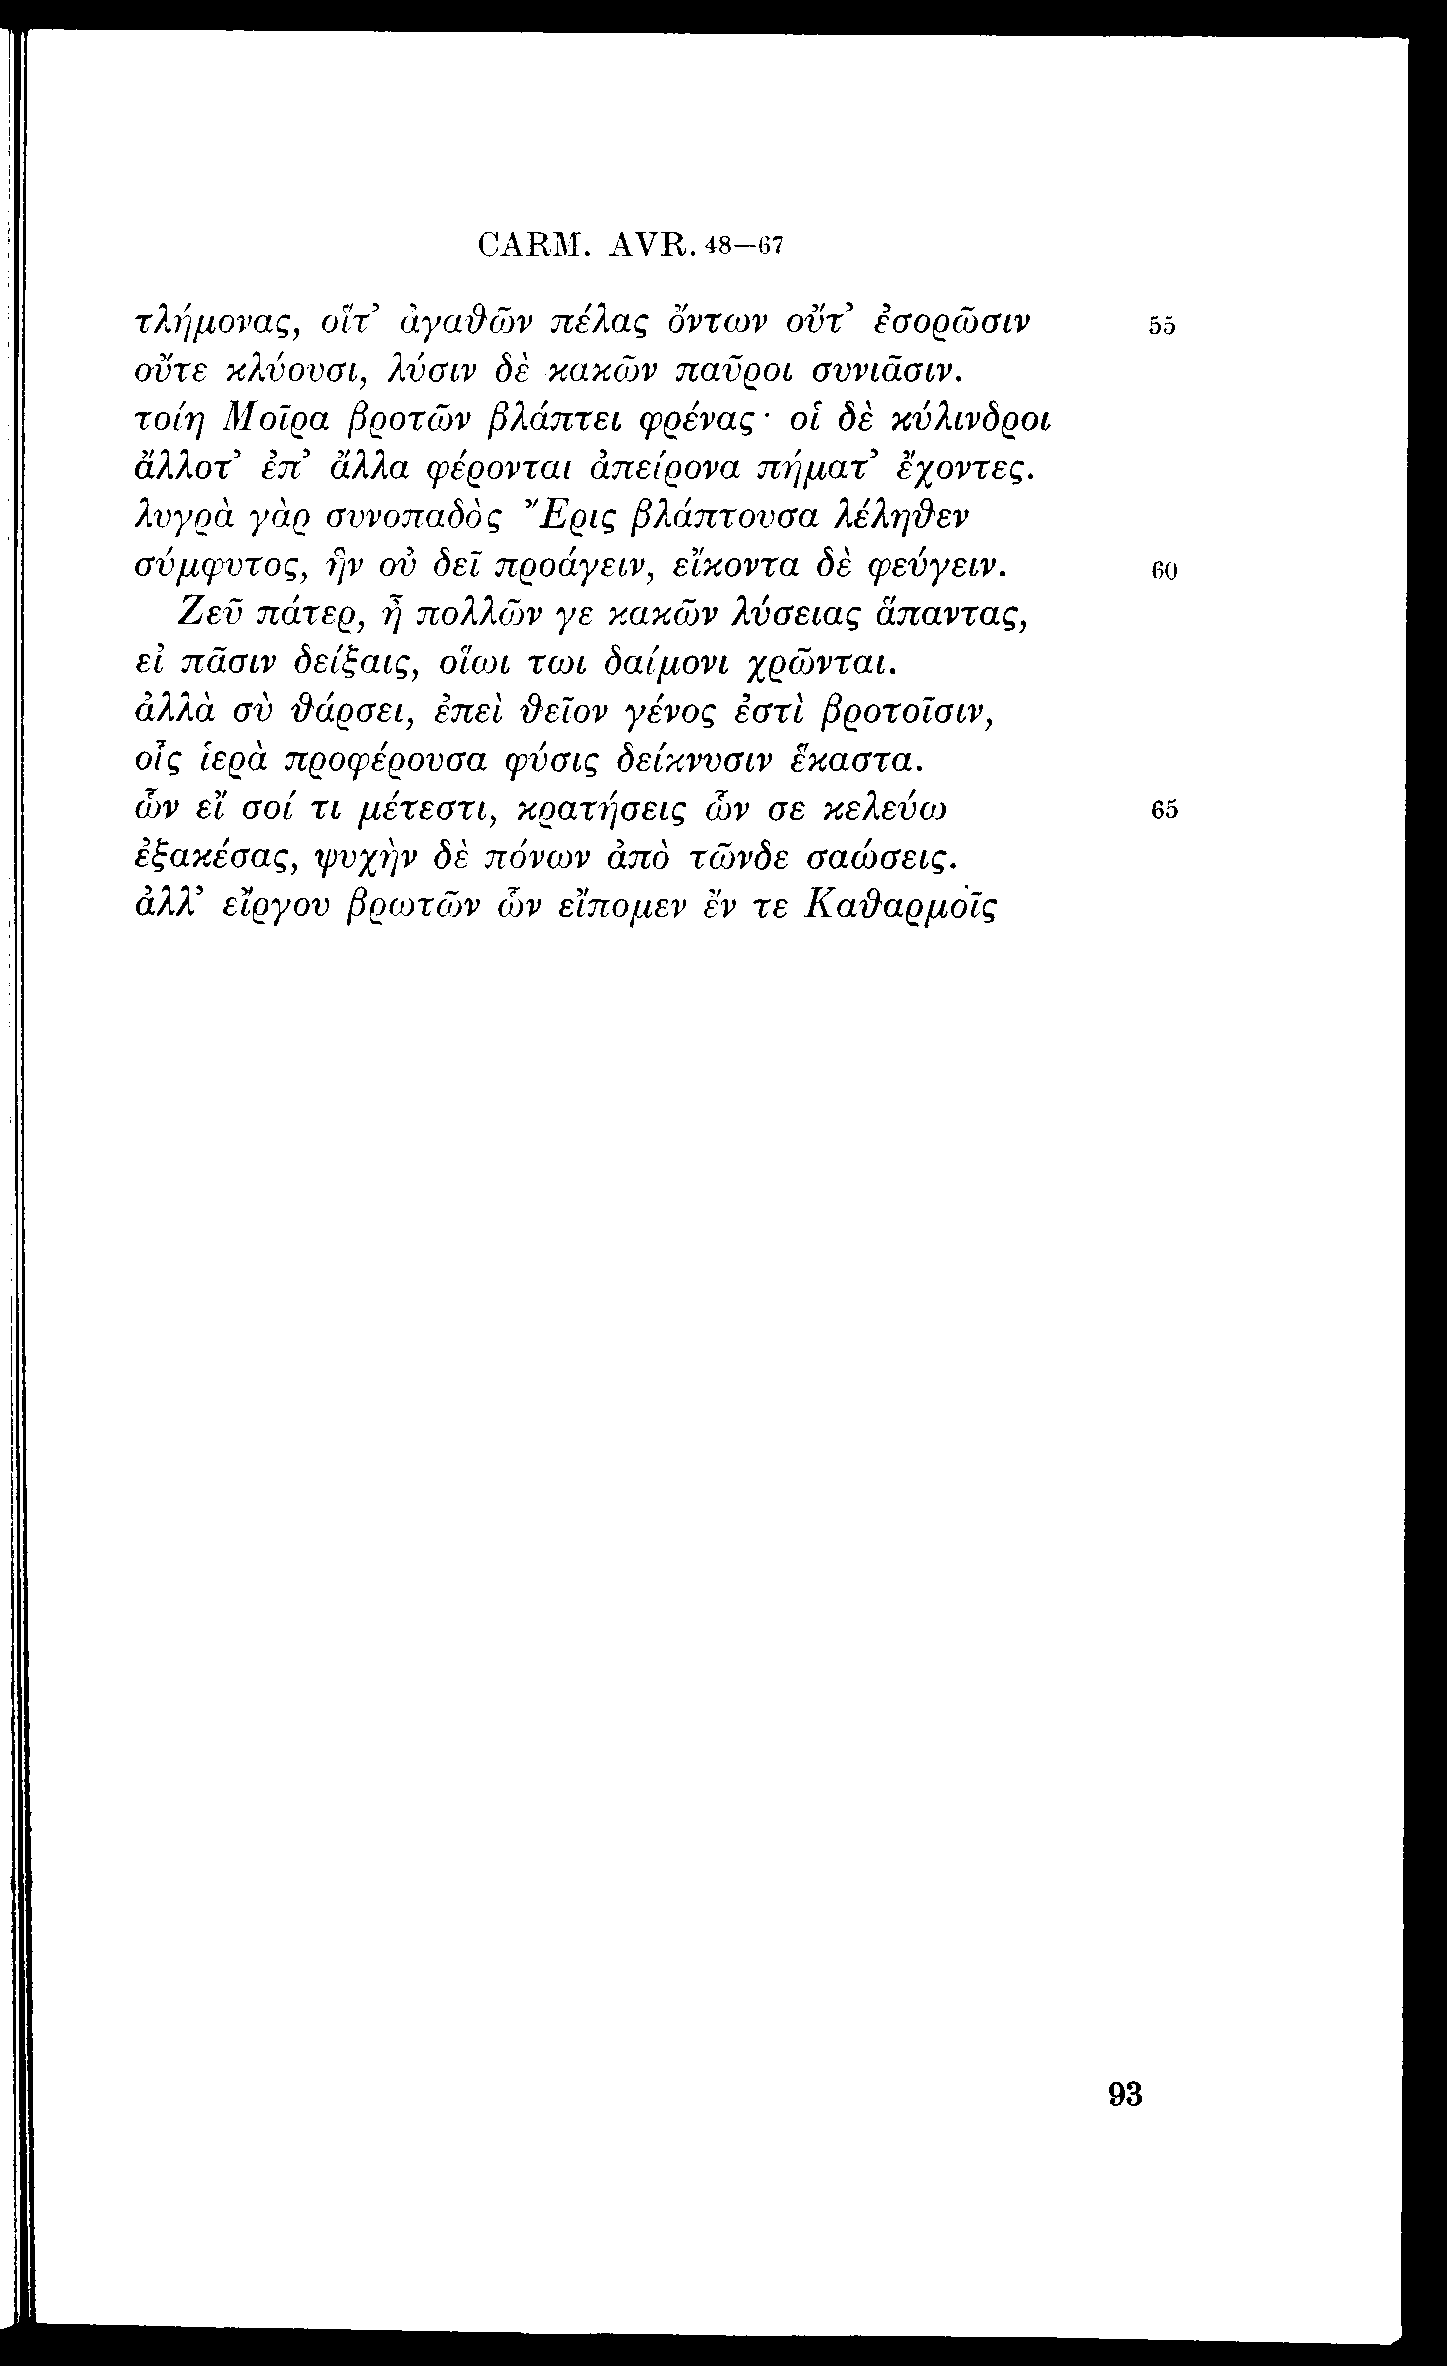 CARM. AVR. 48—67
τλήμονας, οἵτ’ ἀγαθῶν πέλας ὄντων οὔτ’ ἐσορῶσιν 55
οὔτε κλύουσι, λύσιν δὲ κακῶν παῦροι συνιᾶσιν.
τοίη Μοῖρα βροτῶν βλάπτει φρένας· οἱ δὲ κύλινδροι
ἄλλοτ’ ἐπ’ ἄλλα φέρονται ἀπείρονα πήματ’ ἔχοντες.
λυγρὰ γὰρ συνοπαδὸς Ἔρις βλάπτουσα λέληθεν
σύμφυτος, ἣν οὐ δεῖ προάγειν, εἴκοντα δὲ φεύγειν. 60
Ζεῦ πάτερ, ἦ πολλῶν γε κακῶν λύσειας ἅπαντας,
εἰ πᾶσιν δείξαις, οἵωι τωι δαίμονι χρῶνται.
ἀλλὰ σὺ θάρσει, ἐπεὶ θεῖον γένος ἐστὶ βροτοῖσιν,
οἷς ἱερὰ προφέρουσα φύσις δείκνυσιν ἕκαστα.
ὧν εἴ σοί τι μέτεστι, κρατήσεις ὧν σε κελεύω 65
ἐξακέσας, ψυχὴν δὲ πόνων ἀπὸ τῶνδε σαώσεις.
ἀλλ’ εἴργου βρωτῶν ὧν εἴπομεν ἔν τε Καθαρμοῖς
93